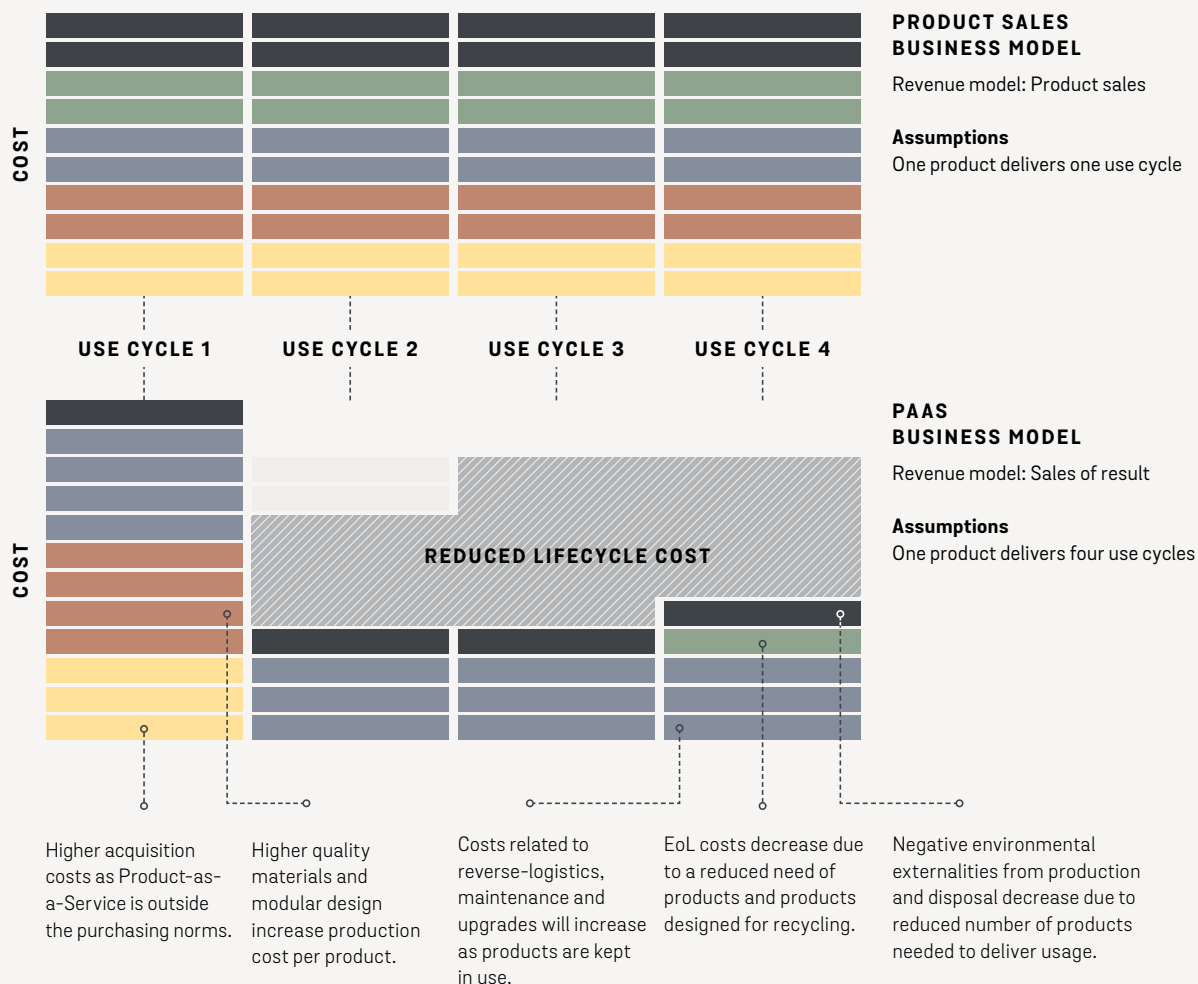 PRODUCT SALES
BUSINESS MODEL
Revenue model: Product sales
Assumptions
One product delivers one use cycle
COST
USE CYCLE 1
USE CYCLE 2
USE CYCLE 3
USE CYCLE 4
PAAS
BUSINESS MODEL
Revenue model: Sales of result
Assumptions
One product delivers four use cycles
COST
REDUCED LIFECYCLE COST
Higher acquisition
costs as Product-as-
a-Service is outside
the purchasing norms.
Higher quality
materials and
modular design
increase production
cost per product.
Costs related to
reverse-logistics,
maintenance and
upgrades will increase
as products are kept
in use.
EoL costs decrease due
to a reduced need of
products and products
designed for recycling.
Negative environmental
externalities from production
and disposal decrease due to
reduced number of products
needed to deliver usage.